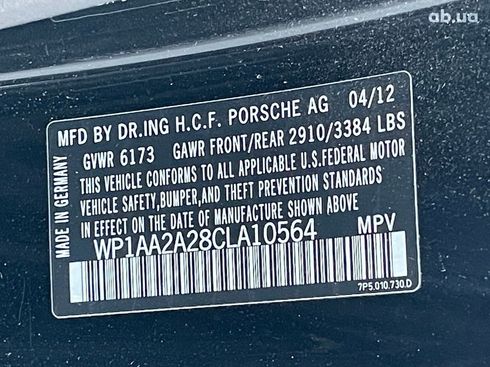 ab.ua
MFD BY DR.ING H.C.F. PORSCHE AG 04/12
GVWR 6173 GAWR FRONT/REAR 2910/3384 LBS
THIS VEHICLE CONFORMS TO ALL APPLICABLE U.S.FEDERAL MOTOR
VEHICLE SAFETY,BUMPER,AND THEFT PREVENTION STANDARDS
IN EFFECT ON THE DATE OF MANUFACTURE SHOWN ABOVE
WP1AA2A28CLA10564 MPV
MADE IN GERMANY
7P5.010.730.D